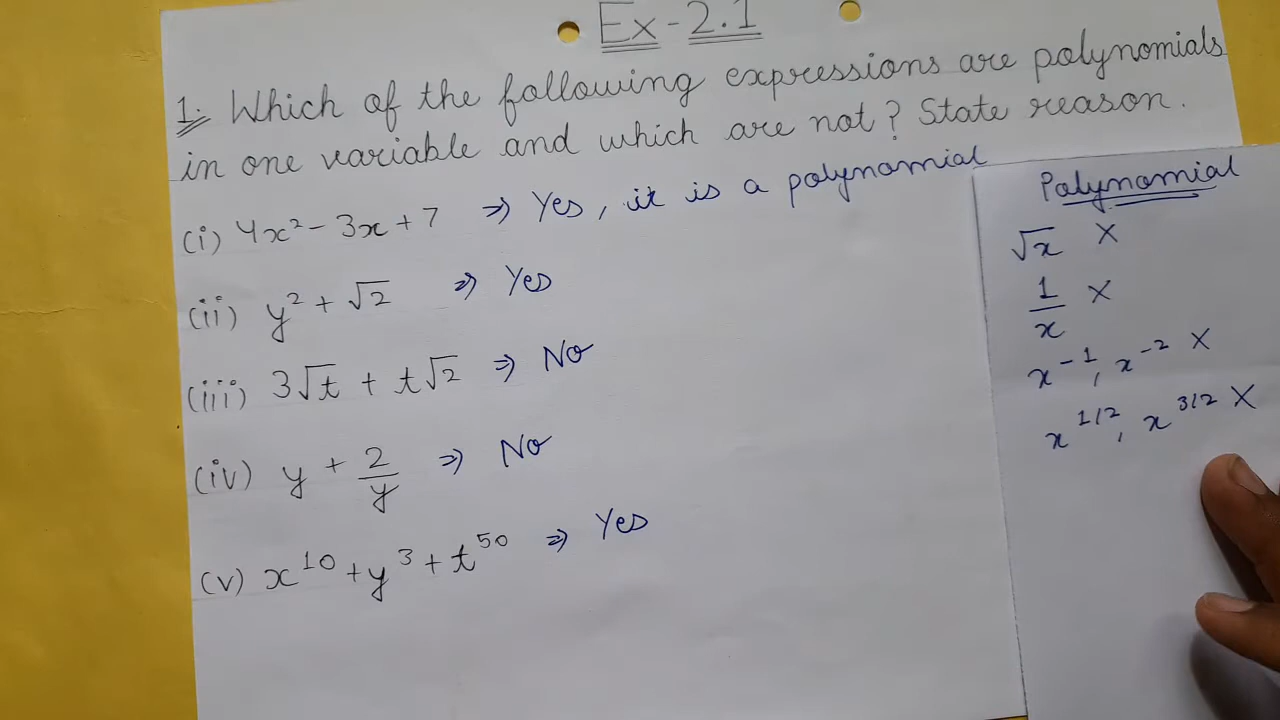 Ex-2.1
1. Which of the following expressions are polynomials
in one variable and which are not? State reason.
(i) 4x² - 3x + 7 ⇒ Yes, it is a polynomial
(ii) y² + √2 ⇒ Yes
(iii) 3√t + t√2 ⇒ No
(iv) y + 2/y ⇒ No
(v) x¹⁰ + y³ + t⁵⁰ ⇒ Yes
Polynomial
√x X
1/x X
x⁻¹, x⁻² X
x^1/2, x^3/2 X